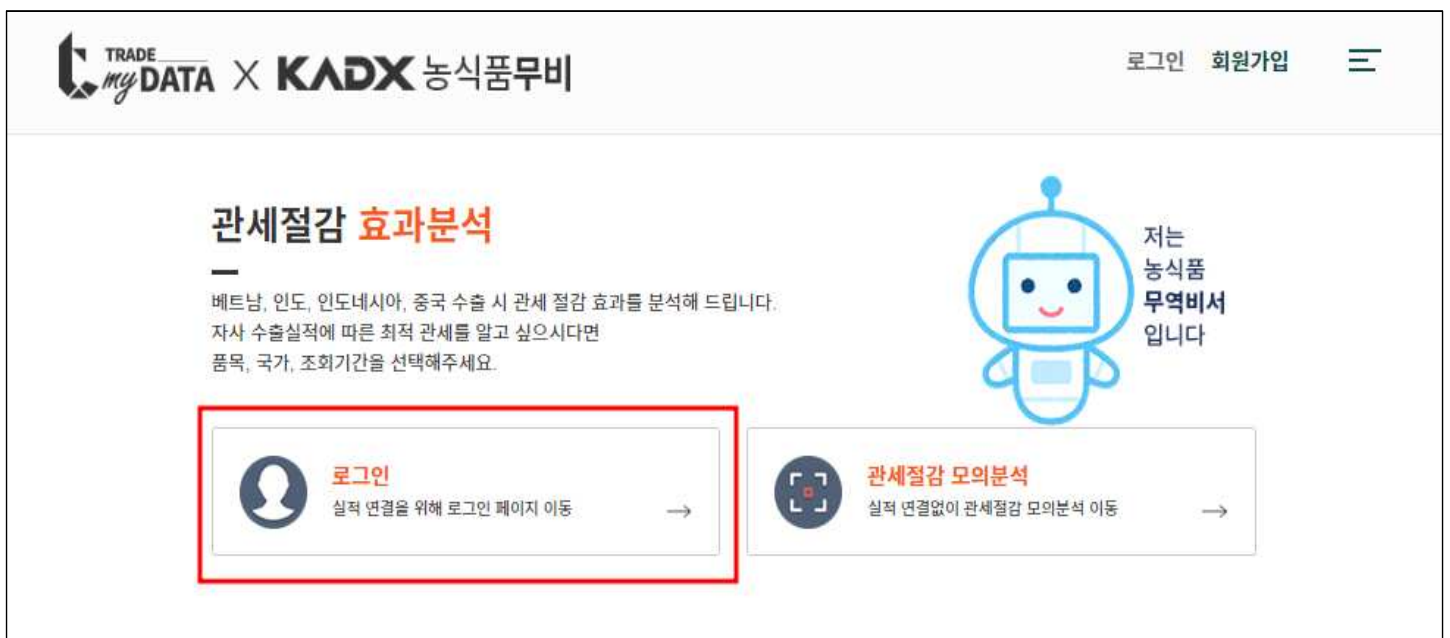 TRADE
my DATA X KADX 농식품무비
로그인 회원가입
관세절감 효과분석
베트남, 인도, 인도네시아, 중국 수출 시 관세 절감 효과를 분석해 드립니다.
자사 수출실적에 따른 최적 관세를 알고 싶으시다면
품목, 국가, 조회기간을 선택해주세요.
저는
농식품
무역비서
입니다
로그인
실적 연결을 위해 로그인 페이지 이동
관세절감 모의분석
실적 연결없이 관세절감 모의분석 이동